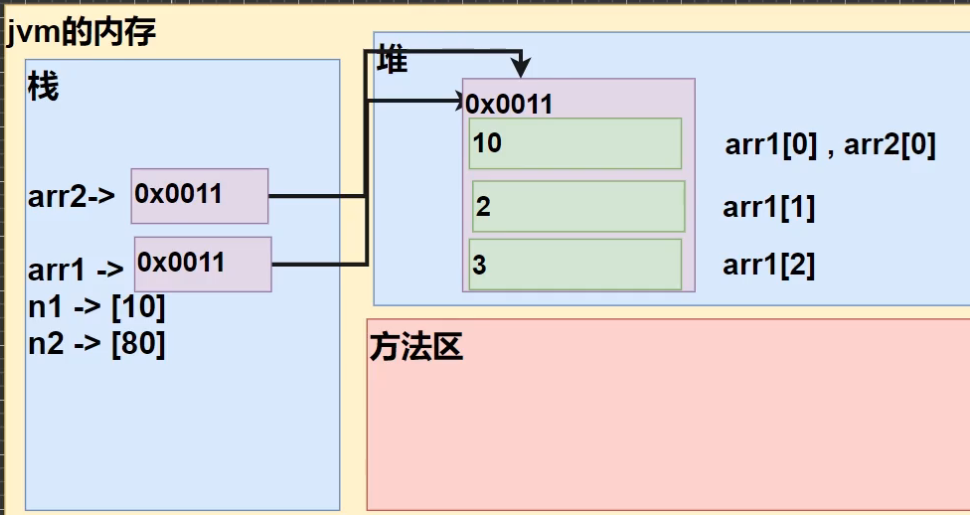 jvm的内存
栈
arr2-> 0x0011
arr1 -> 0x0011
n1 -> [10]
n2 -> [80]
堆
0x0011
10 arr1[0] , arr2[0]
2 arr1[1]
3 arr1[2]
方法区